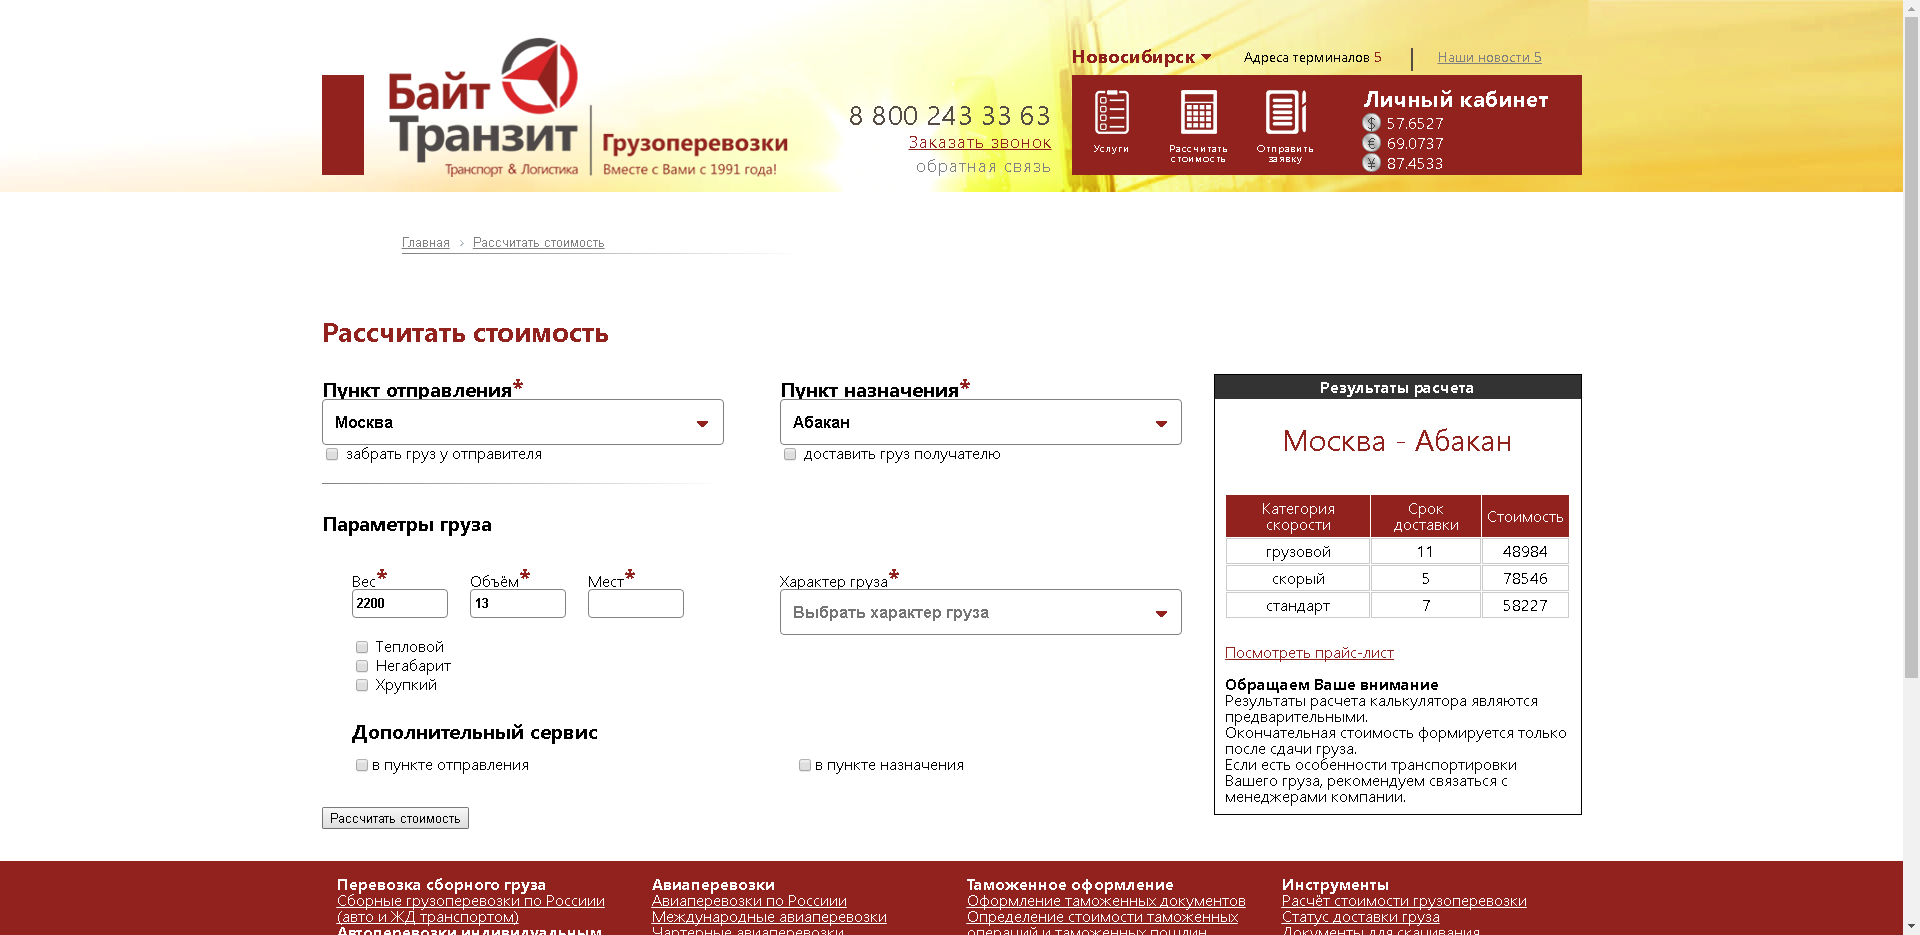 Байт
Транзит
Транспорт & Логистика
Грузоперевозки
Вместе с Вами с 1991 года!
8 800 243 33 63
Заказать звонок
обратная связь
Новосибирск
Адреса терминалов 5
Наши новости 5
Услуги
Рассчитать
стоимость
Отправить
заявку
Личный кабинет
$ 57.6527
€ 69.0737
¥ 87.4533
Главная › Рассчитать стоимость
Рассчитать стоимость
Пункт отправления*
Москва
забрать груз у отправителя
Пункт назначения*
Абакан
доставить груз получателю
Параметры груза
Вес* Объём* Мест*
2200 13
Характер груза*
Выбрать характер груза
Тепловой
Негабарит
Хрупкий
Дополнительный сервис
в пункте отправления
в пункте назначения
Рассчитать стоимость
Результаты расчета
Москва - Абакан
Категория скорости Срок доставки Стоимость
грузовой 11 48984
скорый 5 78546
стандарт 7 58227
Посмотреть прайс-лист
Обращаем Ваше внимание
Результаты расчета калькулятора являются
предварительными.
Окончательная стоимость формируется только
после сдачи груза.
Если есть особенности транспортировки
Вашего груза, рекомендуем связаться с
менеджерами компании.
Перевозка сборного груза
Сборные грузоперевозки по Росиии
(авто и ЖД транспортом)
Автоперевозки индивидуальным
Авиаперевозки
Авиаперевозки по Росиии
Международные авиаперевозки
Чартерные авиаперевозки
Таможенное оформление
Оформление таможенных документов
Определение стоимости таможенных
операций и таможенных пошлин
Инструменты
Расчёт стоимости грузоперевозки
Статус доставки груза
Документы для скачивания